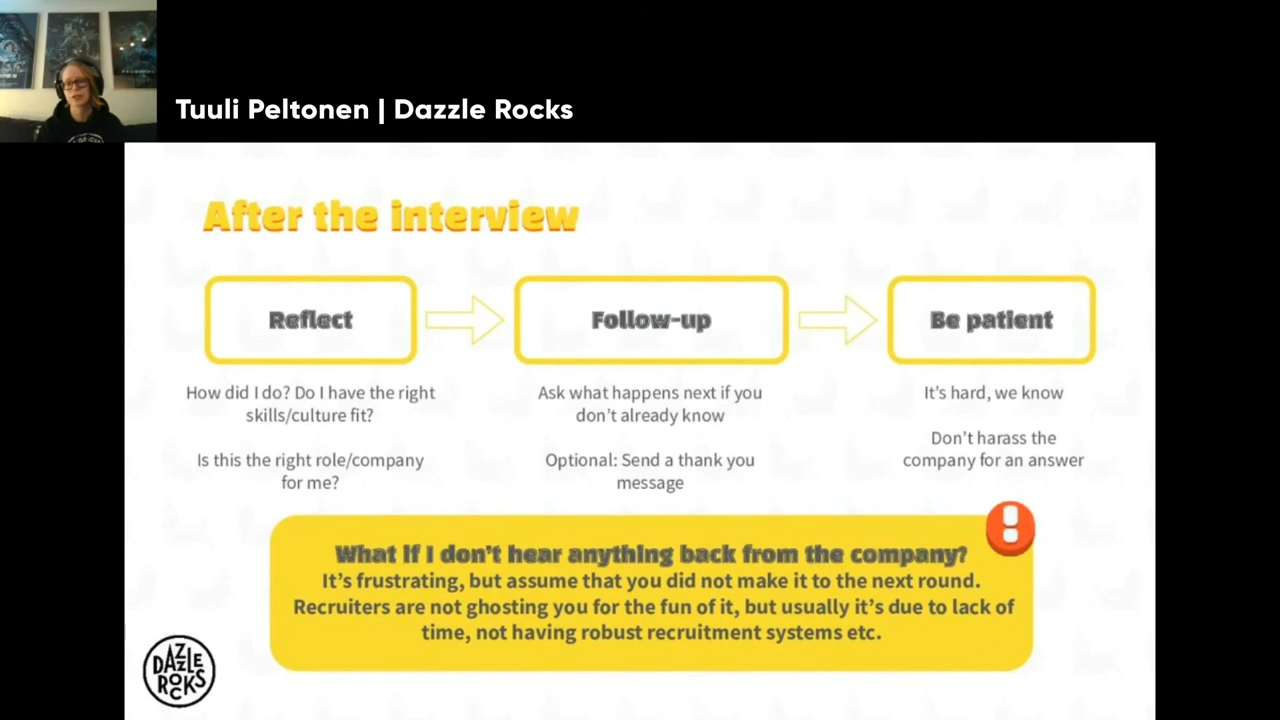 Tuuli Peltonen | Dazzle Rocks
After the interview
Reflect
Follow-up
Be patient
How did I do? Do I have the right
skills/culture fit?
Is this the right role/company
for me?
Ask what happens next if you
don't already know
Optional: Send a thank you
message
It's hard, we know
Don't harass the
company for an answer
What if I don't hear anything back from the company?
It's frustrating, but assume that you did not make it to the next round.
Recruiters are not ghosting you for the fun of it, but usually it's due to lack of
time, not having robust recruitment systems etc.
DAZZLE
ROCKS